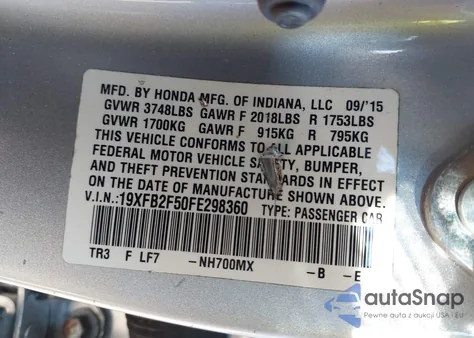 MFD. BY HONDA MFG. OF INDIANA, LLC 09/'15
GVWR 3748LBS GAWR F 2018LBS R 1753LBS
GVWR 1700KG GAWR F 915KG R 795KG
THIS VEHICLE CONFORMS TO ALL APPLICABLE
FEDERAL MOTOR VEHICLE SAFETY, BUMPER,
AND THEFT PREVENTION STANDARDS IN EFFECT
ON THE DATE OF MANUFACTURE SHOWN ABOVE.
V.I.N.:19XFB2F50FE298360 TYPE: PASSENGER CAR
TR3 F LF7 -NH700MX -B -E
autaSnap
Pewne auta z USA i EU